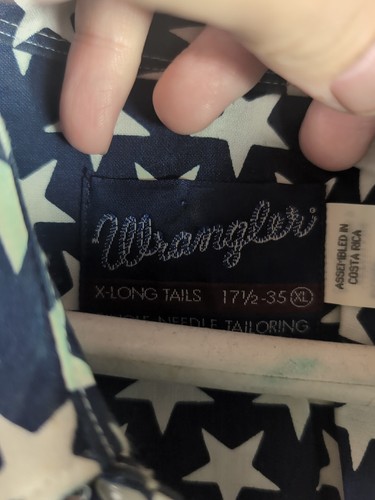 Wrangler
X-LONG TAILS 17½-35 XL
NEEDLE TAILORING
ASSEMBLED IN
COSTA RICA